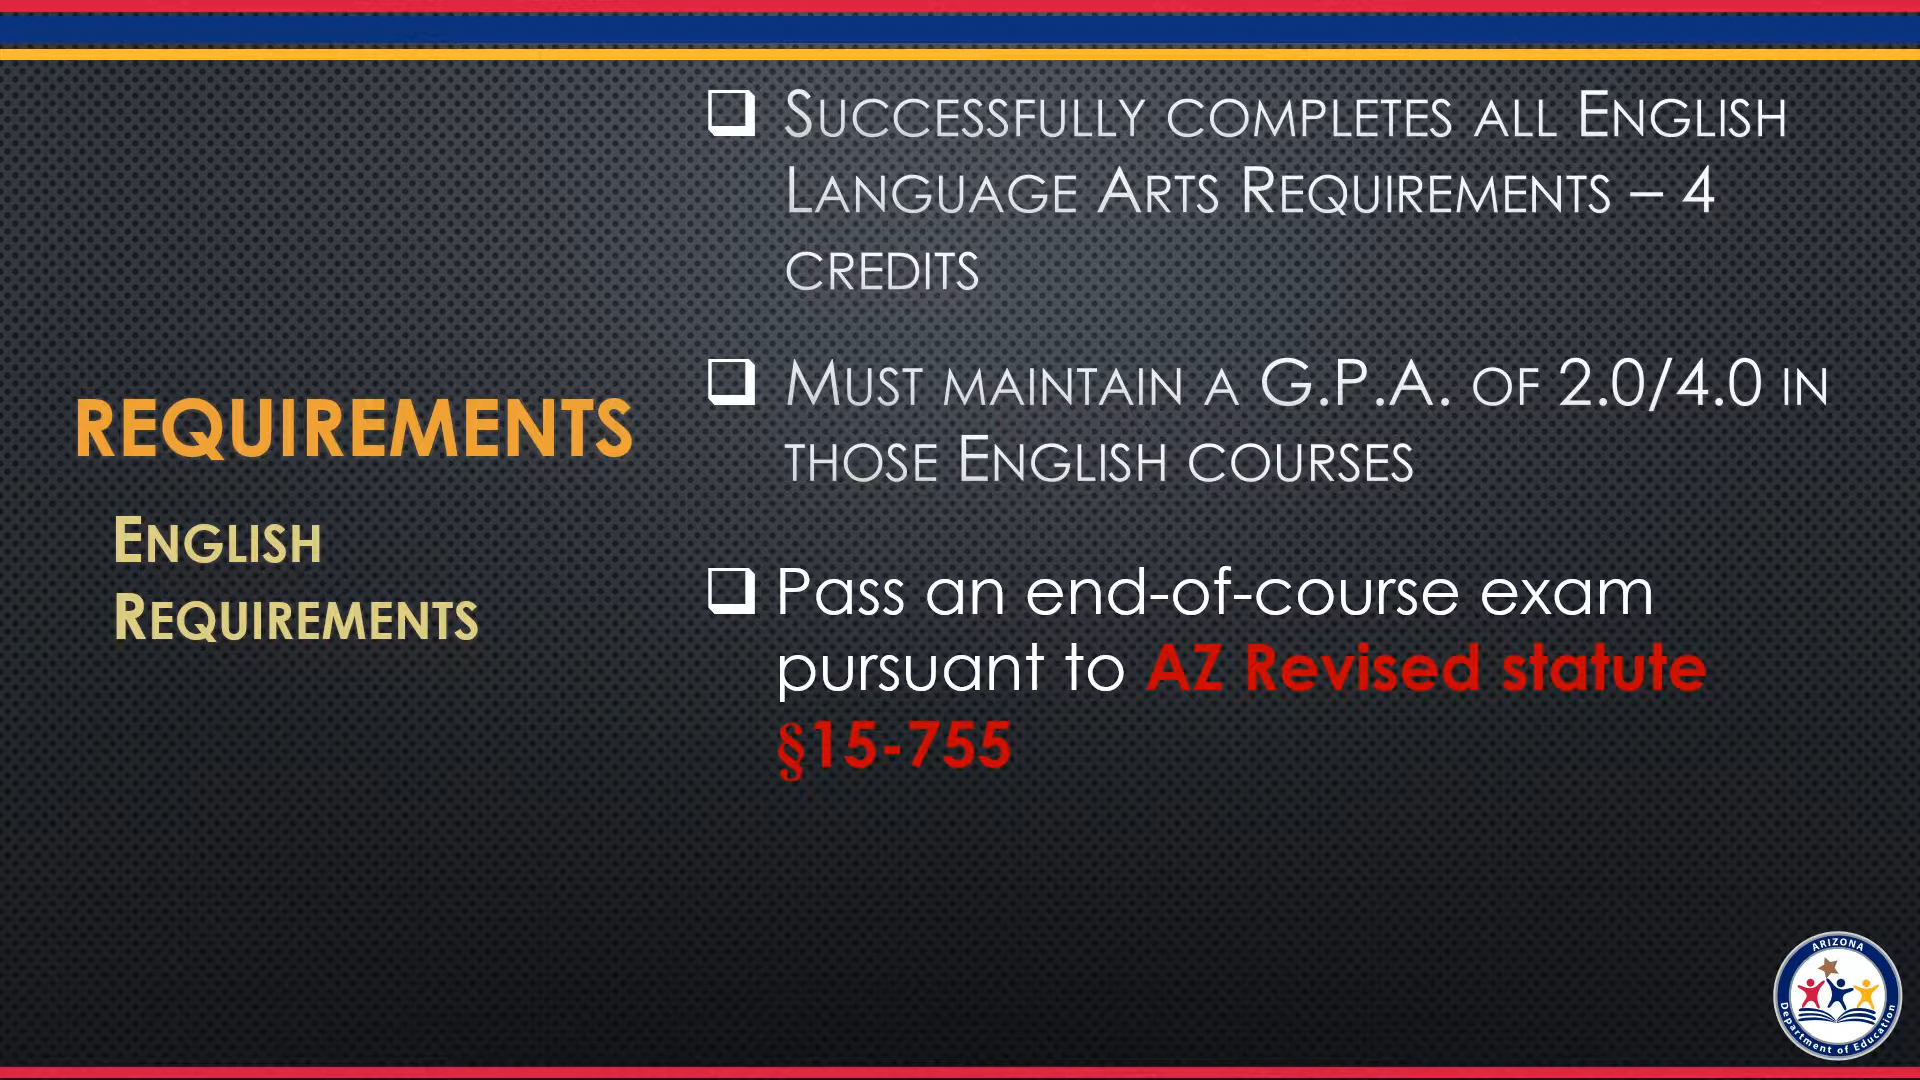 REQUIREMENTS
English
Requirements
Successfully completes all English
Language Arts Requirements – 4
credits
Must maintain a G.P.A. of 2.0/4.0 in
those English courses
Pass an end-of-course exam
pursuant to AZ Revised statute
§15-755
ARIZONA
Department of Education